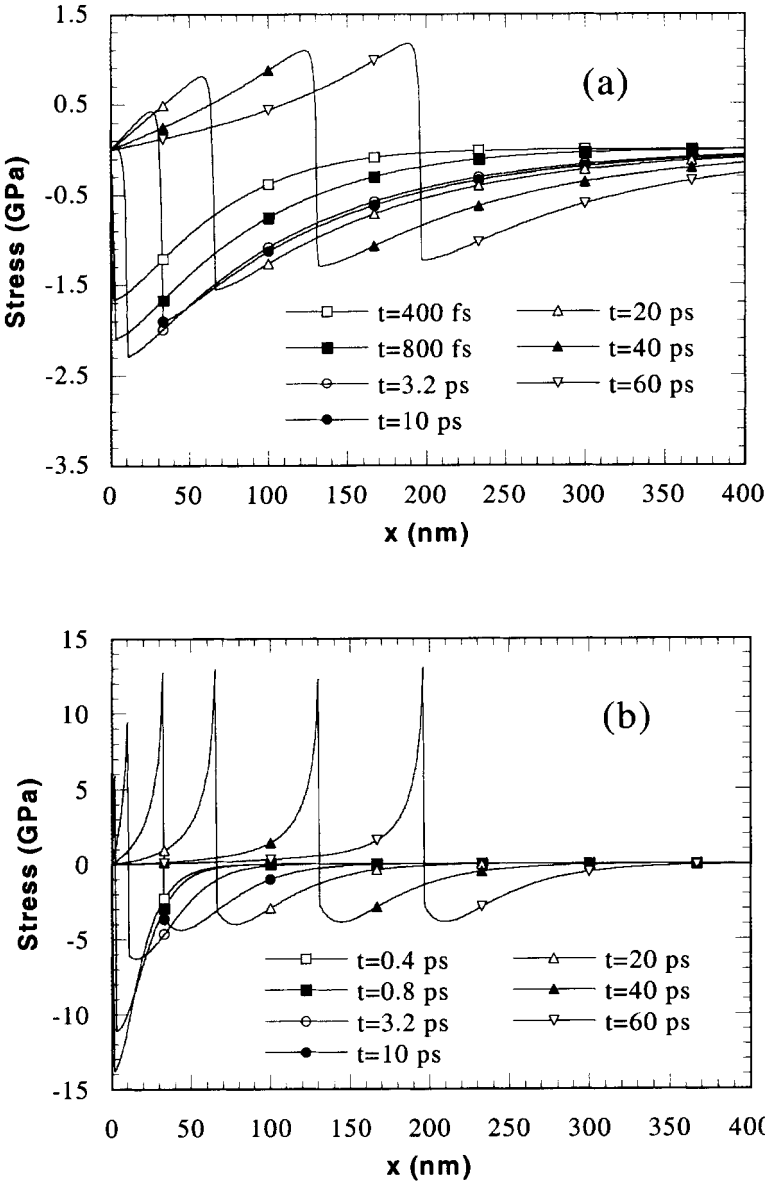 1.5
0.5
-0.5
-1.5
-2.5
-3.5
Stress (GPa)
(a)
t=400 fs
t=800 fs
t=3.2 ps
t=10 ps
t=20 ps
t=40 ps
t=60 ps
0 50 100 150 200 250 300 350 400
x (nm)
15
10
5
0
-5
-10
-15
Stress (GPa)
(b)
t=0.4 ps
t=0.8 ps
t=3.2 ps
t=10 ps
t=20 ps
t=40 ps
t=60 ps
0 50 100 150 200 250 300 350 400
x (nm)